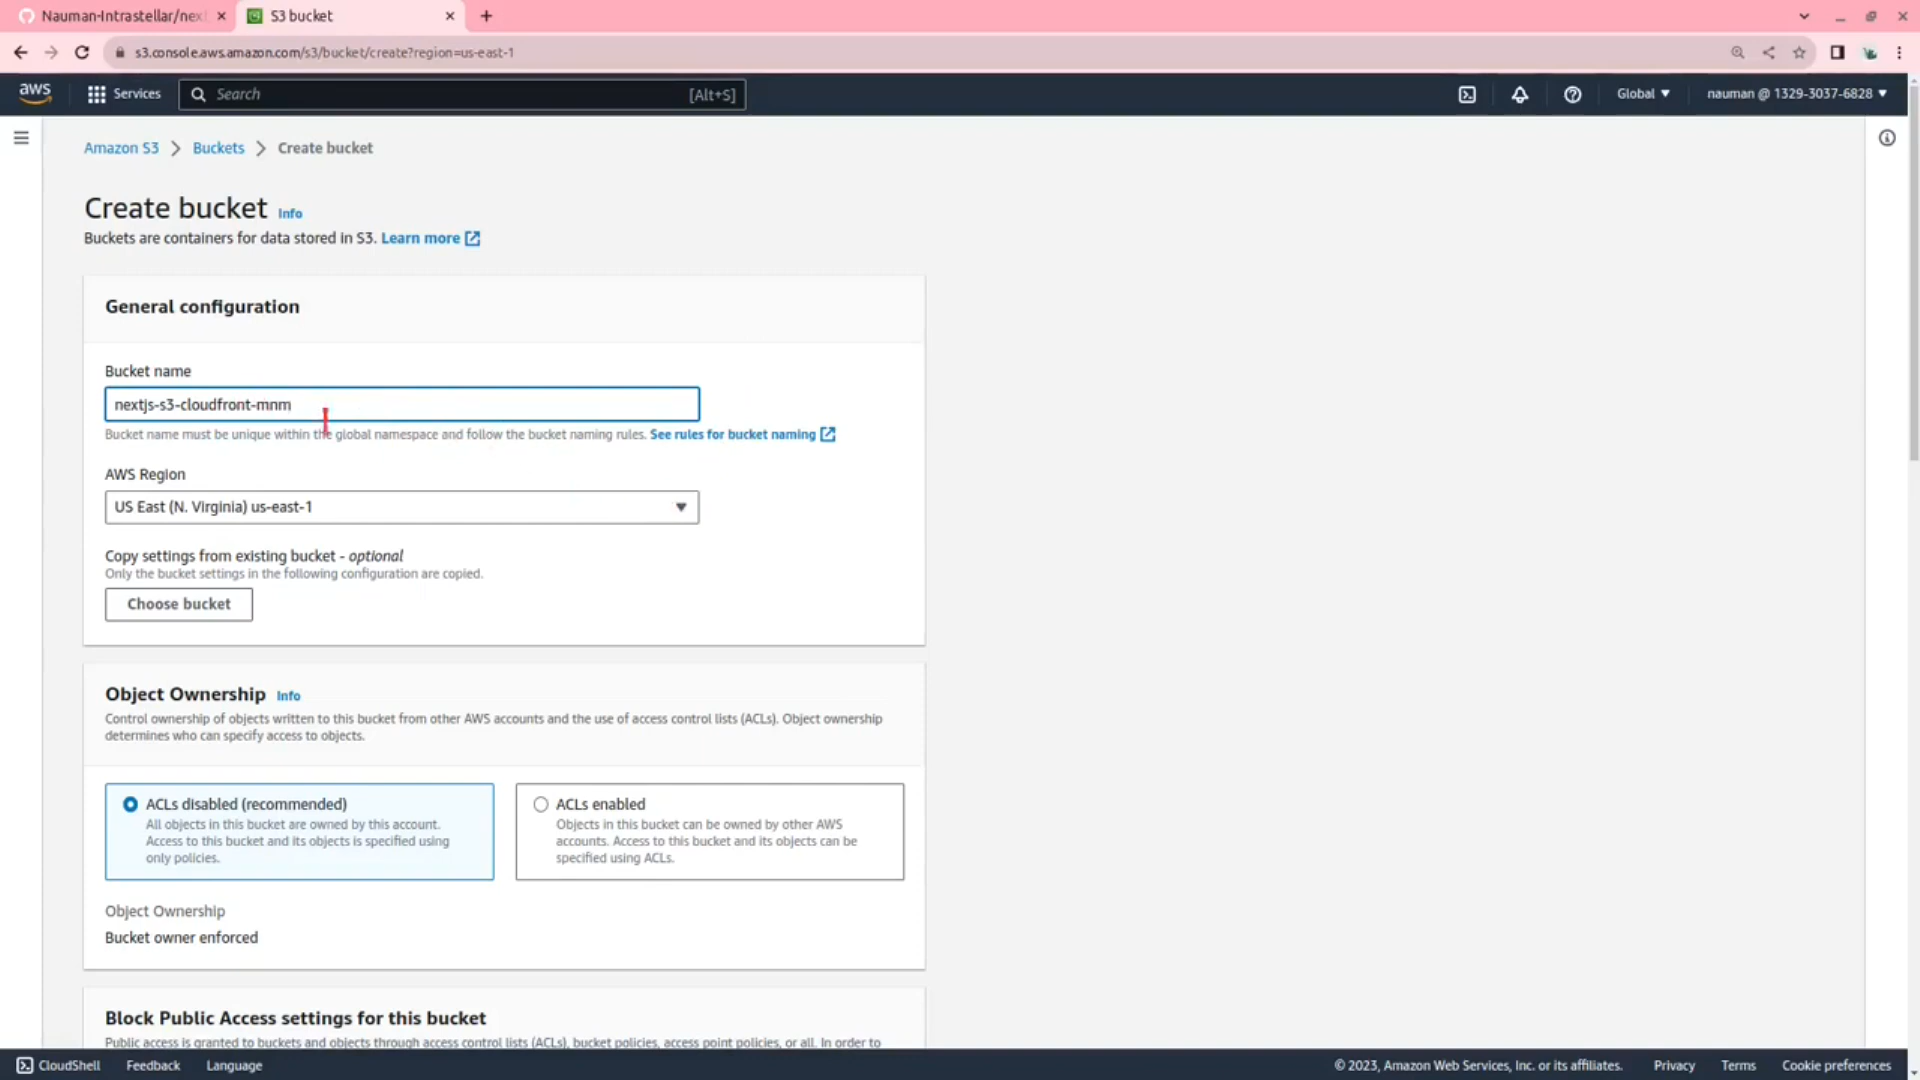 Nauman-Intrastellar/nex
S3 bucket
s3.console.aws.amazon.com/s3/bucket/create?region=us-east-1
aws
Services
Search
[Alt+S]
Global
nauman @ 1329-3037-6828
Amazon S3
Buckets
Create bucket
Create bucket Info
Buckets are containers for data stored in S3. Learn more
General configuration
Bucket name
nextjs-s3-cloudfront-mnm
Bucket name must be unique within the global namespace and follow the bucket naming rules. See rules for bucket naming
AWS Region
US East (N. Virginia) us-east-1
Copy settings from existing bucket - optional
Only the bucket settings in the following configuration are copied.
Choose bucket
Object Ownership Info
Control ownership of objects written to this bucket from other AWS accounts and the use of access control lists (ACLs). Object ownership
determines who can specify access to objects.
ACLs disabled (recommended)
All objects in this bucket are owned by this account.
Access to this bucket and its objects is specified using
only policies.
ACLs enabled
Objects in this bucket can be owned by other AWS
accounts. Access to this bucket and its objects can be
specified using ACLs.
Object Ownership
Bucket owner enforced
Block Public Access settings for this bucket
Public access is granted to buckets and objects through access control lists (ACLs), bucket policies, access point policies, or all. In order to
CloudShell
Feedback
Language
© 2023, Amazon Web Services, Inc. or its affiliates.
Privacy
Terms
Cookie preferences